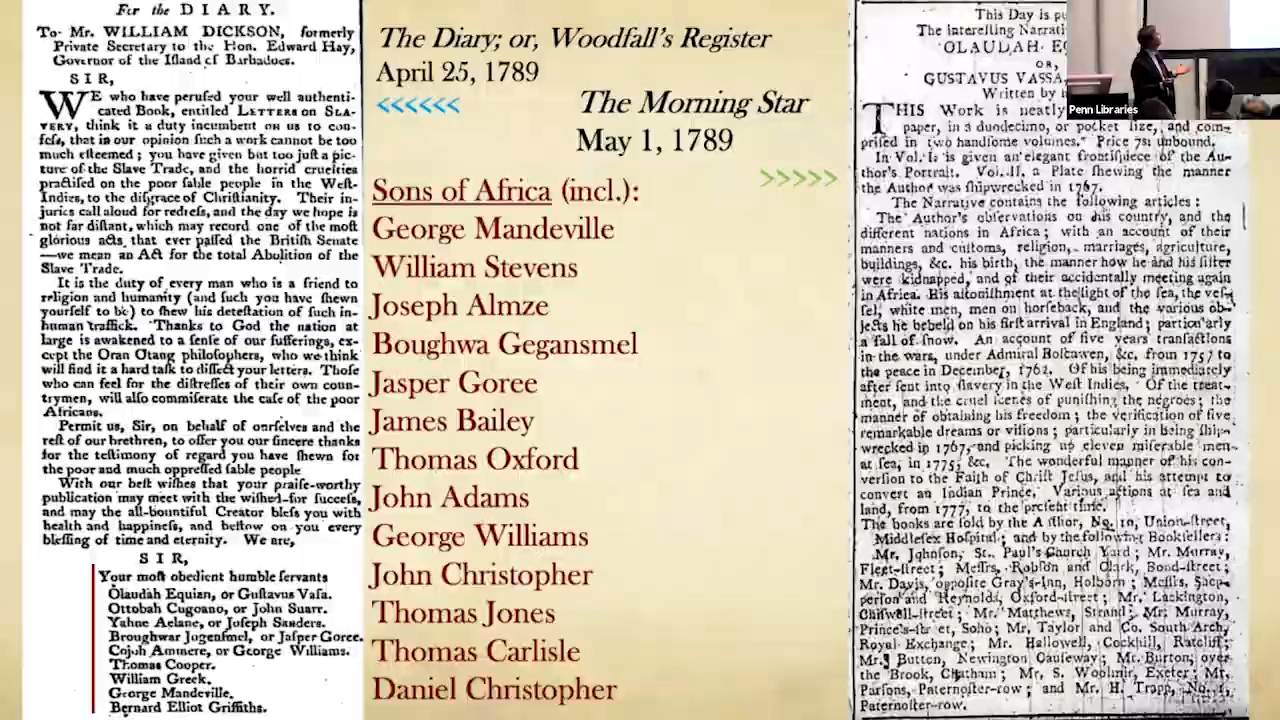 For the DIARY.
To Mr. WILLIAM DICKSON, formerly
Private Secretary to the Hon. Edward Hay,
Governor of the Island of Barbadoes.
SIR,
WE who have perused your well authenti-
cated Book, entitled LETTERS ON SLA-
VERY, think it a duty incumbent on us to con-
fess, that in our opinion such a work cannot be too
much esteemed; you have given but too just a pic-
ture of the Slave Trade, and the horrid cruelties
practised on the poor sable people in the West-
Indies, to the disgrace of Christianity. Their in-
juries call aloud for redress, and the day we hope is
not far distant, which may record one of the most
glorious acts that ever passed the British Senate
—we mean an Act for the total Abolition of the
Slave Trade.
It is the duty of every man who is a friend to
religion and humanity (and such you have shewn
yourself to be) to shew his detestation of such in-
human traffick. Thanks to God the nation at
large is awakened to a sense of our sufferings, ex-
cept the Oran Otang philosophers, who we think
will find it a hard task to dissect your letters. Those
who can feel for the distresses of their own coun-
trymen, will also commiserate the case of the poor
Africans.
Permit us, Sir, on behalf of ourselves and the
rest of our brethren, to offer you our sincere thanks
for the testimony of regard you have shewn for
the poor and much oppressed sable people
With our best wishes that your praise-worthy
publication may meet with the wished-for success,
and may the all-bountiful Creator bless you with
health and happiness, and bestow on you every
blessing of time and eternity. We are,
SIR,
Your most obedient humble servants
Olaudah Equian, or Gustavus Vasa.
Ottobah Cugoano, or John Stuart.
Yahne Aelane, or Joseph Sanders.
Broughwar Jugensmel, or Jasper Goree.
Cojoh Ammere, or George Williams.
Thomas Cooper.
William Greek.
George Mandeville.
Bernard Elliot Griffiths.
The Diary; or, Woodfall's Register
April 25, 1789
<<<<<<
The Morning Star
May 1, 1789
>>>>>
Sons of Africa (incl.):
George Mandeville
William Stevens
Joseph Almze
Boughwa Gegansmel
Jasper Goree
James Bailey
Thomas Oxford
John Adams
George Williams
John Christopher
Thomas Jones
Thomas Carlisle
Daniel Christopher
This Day is
The Interesting
OLAUDAH
OR,
GUSTAVUS
Written by
THIS Work is neatly
paper, in a duodecimo, or pocket size, and com-
prised in two handsome volumes. Price 7s. unbound.
In Vol. I. is given an elegant frontispiece of the Au-
thor's Portrait. Vol. II. a Plate shewing the manner
the Author was shipwrecked in 1767.
The Narrative contains the following articles:
The Author's observations on his country, and the
different nations in Africa; with an account of their
manners and customs, religion, marriages, agriculture,
buildings, &c. his birth, the manner how he and his sister
were kidnapped, and of their accidentally meeting again
in Africa. His astonishment at the sight of the sea, the ves-
sel, white men, men on horseback, and the various ob-
jects he beheld on his first arrival in England; particularly
a fall of snow. An account of five years transactions
in the wars, under Admiral Boscawen, &c. from 1757 to
the peace in December, 1762. Of his being immediately
after sent into slavery in the West Indies. Of the treat-
ment, and the cruel scenes of punishing the negroes; the
manner of obtaining his freedom; the verification of five
remarkable dreams or visions; particularly in being ship-
wrecked in 1767, and picking up eleven miserable men
at sea, in 1775, &c. The wonderful manner of his con-
version to the Faith of Christ Jesus, and his attempt to
convert an Indian Prince. Various actions at sea and
land, from 1777, to the present time.
The books are sold by the Author, No. 10, Union-street,
Middlesex Hospital; and by the following Booksellers:
Mr. Johnson, St. Paul's Church Yard; Mr. Murray,
Fleet-street; Messrs. Robson and Clark, Bond-street;
Mr. Davis, opposite Gray's-Inn, Holborn; Messrs.
and Reynolds, Oxford-street; Mr. Lackington,
Chiswell-street; Mr. Matthews, Strand; Mr. Murray,
Prince's-street, Soho; Mr. Taylor and Co. South Arch,
Royal Exchange; Mr. Hallowell, Cockhill, Ratcliff;
Mr. Button, Newington Causeway; Mr. Burton, over
the Brook, Chatham; Mr. S. Woolmir, Exeter; Mr.
Parsons, Paternoster-row; and Mr. H. Trapp, No. 1,
Paternoster-row.
Penn Libraries